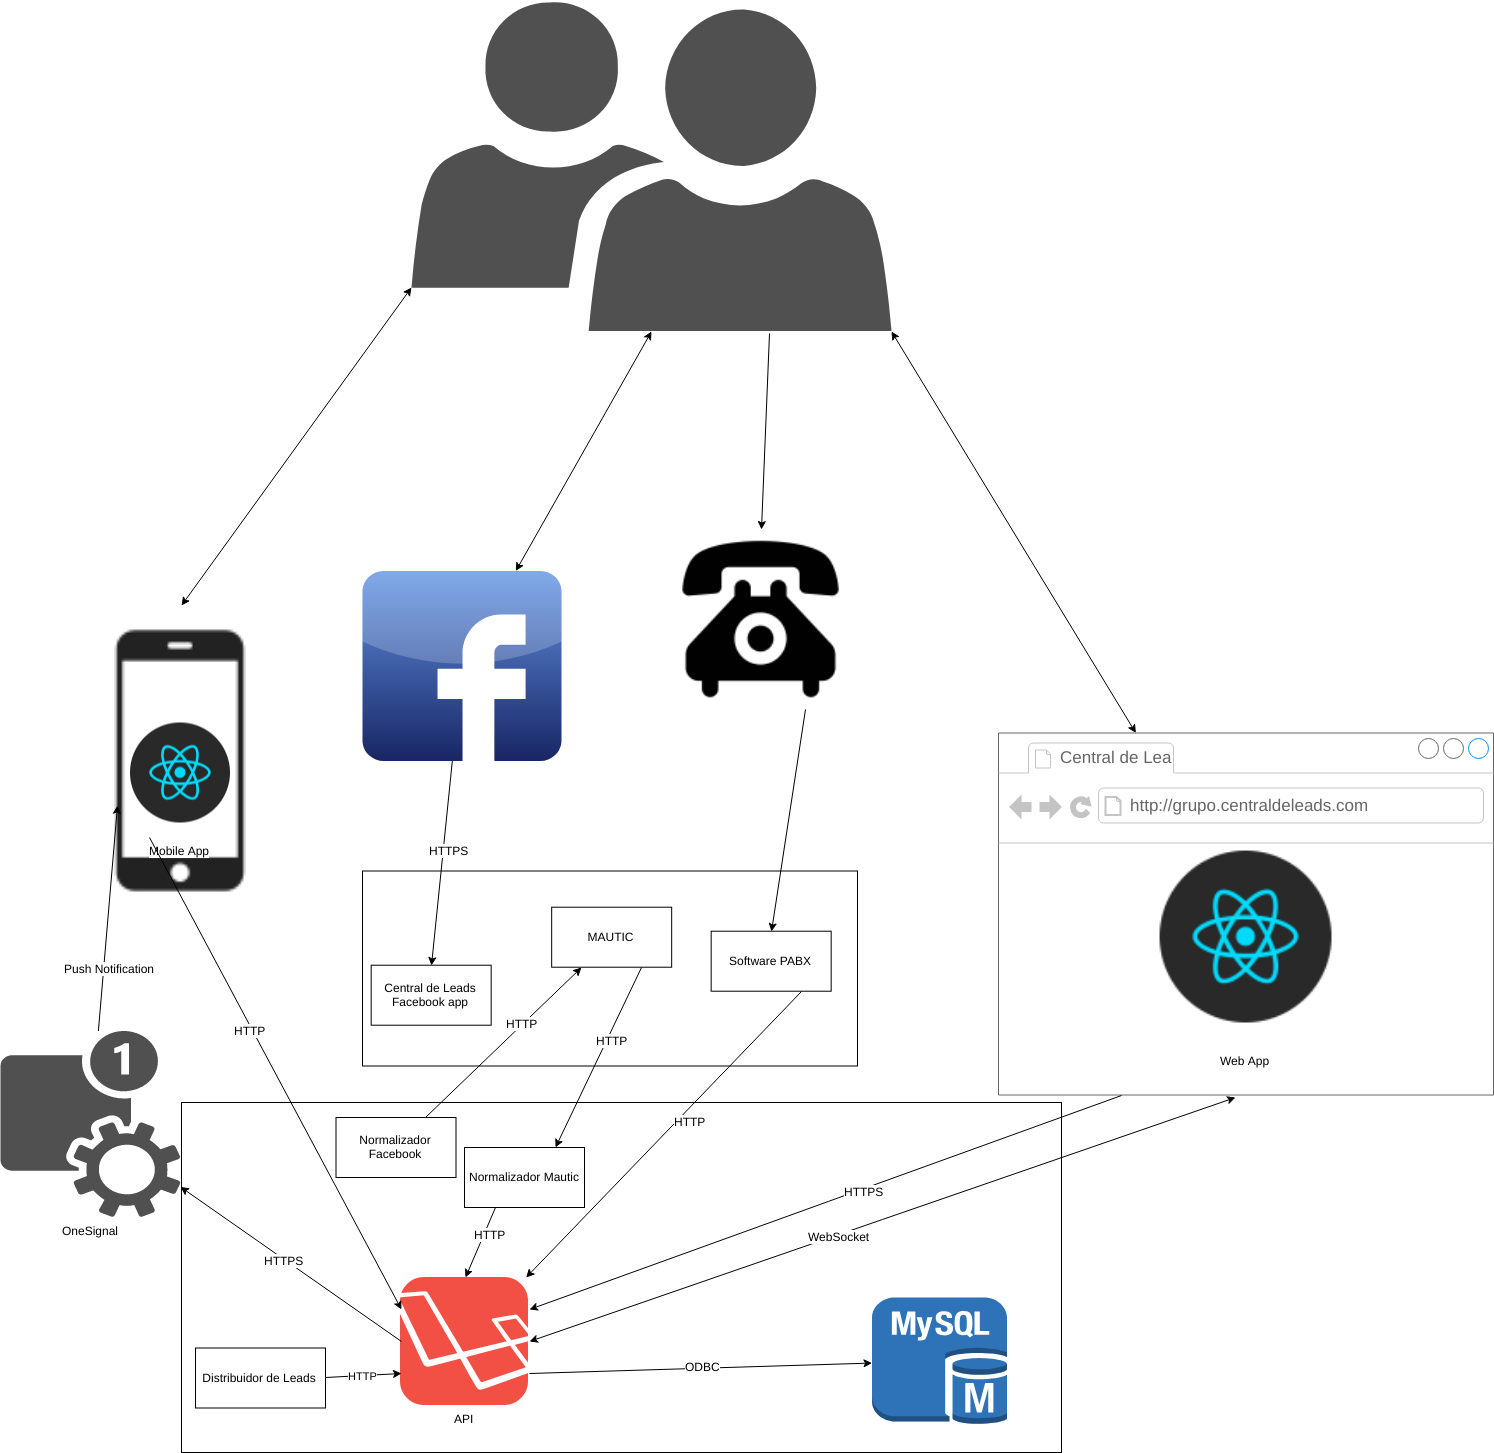 Central de Lea
http://grupo.centraldeleads.com
Mobile App
HTTPS
MAUTIC
Software PABX
Central de Leads
Facebook app
Push Notification
1
HTTP
HTTP
HTTP
Web App
HTTP
Normalizador
Facebook
Normalizador Mautic
OneSignal
HTTPS
HTTP
HTTPS
WebSocket
MySQL
M
ODBC
Distribuidor de Leads
HTTP
API